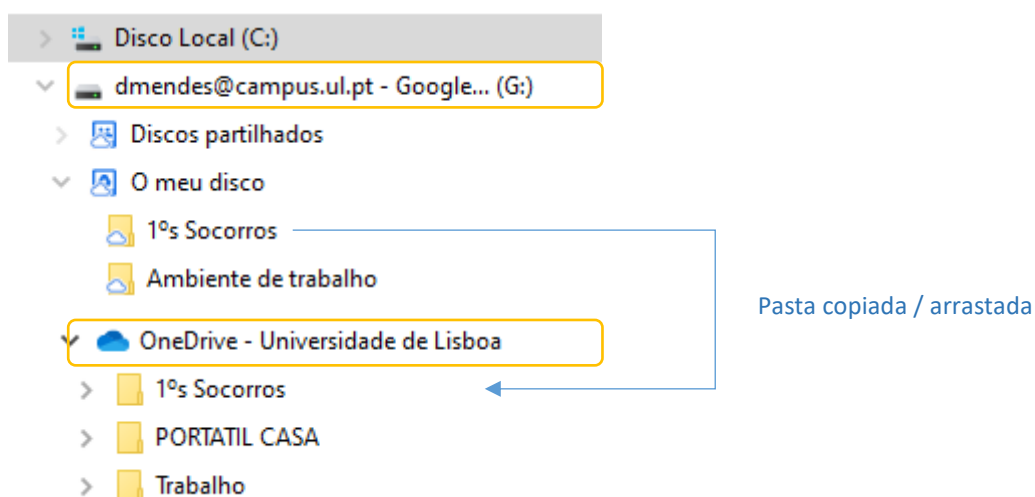 Disco Local (C:)
dmendes@campus.ul.pt - Google... (G:)
Discos partilhados
O meu disco
1ºs Socorros
Ambiente de trabalho
Pasta copiada / arrastada
OneDrive - Universidade de Lisboa
1ºs Socorros
PORTATIL CASA
Trabalho